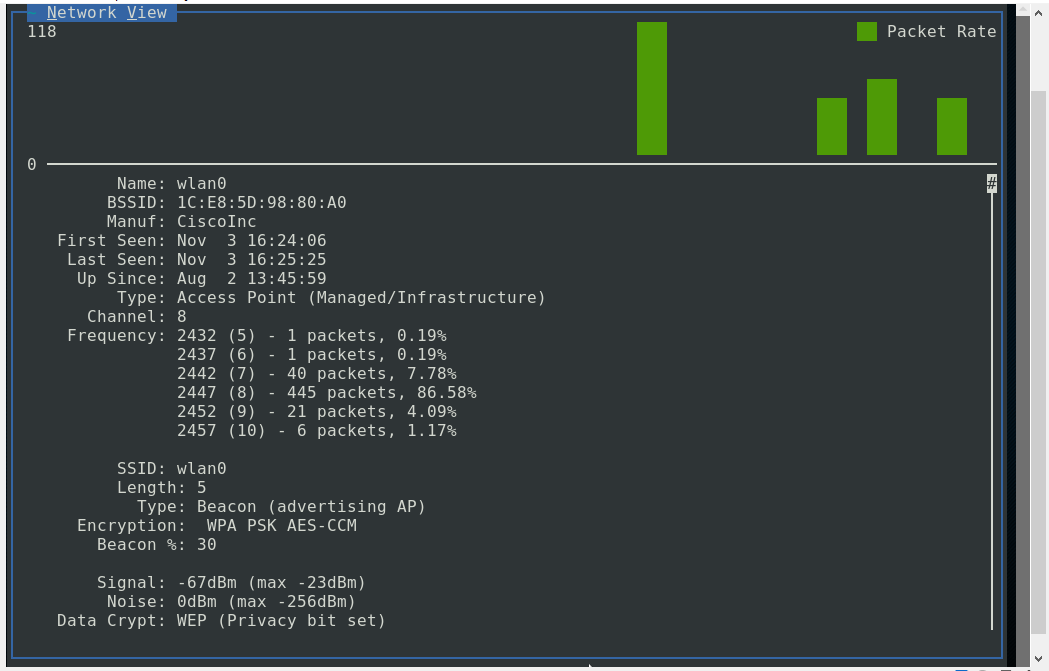 Network View
118
Packet Rate
0
Name: wlan0
#
BSSID: 1C:E8:5D:98:80:A0
Manuf: CiscoInc
First Seen: Nov  3 16:24:06
Last Seen: Nov  3 16:25:25
Up Since: Aug  2 13:45:59
Type: Access Point (Managed/Infrastructure)
Channel: 8
Frequency: 2432 (5) - 1 packets, 0.19%
2437 (6) - 1 packets, 0.19%
2442 (7) - 40 packets, 7.78%
2447 (8) - 445 packets, 86.58%
2452 (9) - 21 packets, 4.09%
2457 (10) - 6 packets, 1.17%
SSID: wlan0
Length: 5
Type: Beacon (advertising AP)
Encryption:  WPA PSK AES-CCM
Beacon %: 30
Signal: -67dBm (max -23dBm)
Noise: 0dBm (max -256dBm)
Data Crypt: WEP (Privacy bit set)